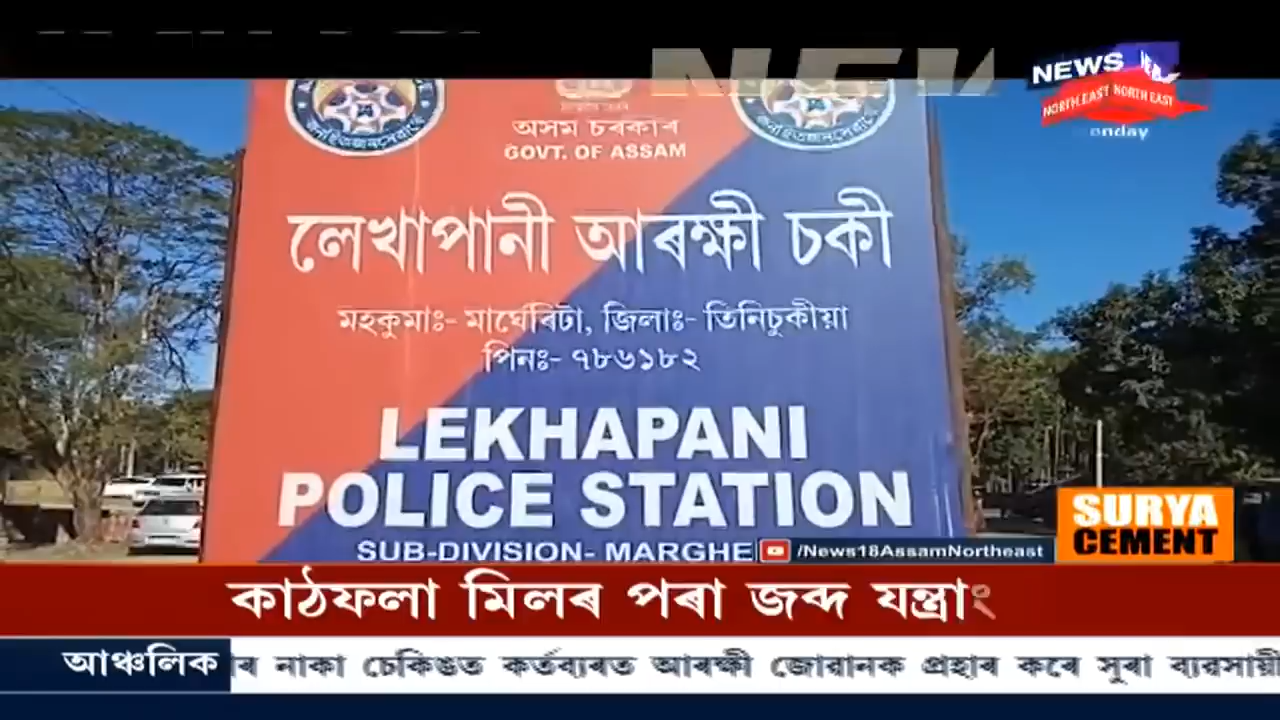 NEWS
NORTH EAST NORTH EAST
onday
অসম চৰকাৰ
GOVT. OF ASSAM
লেখাপানী আৰক্ষী চকী
মহকুমাঃ- মাৰ্ঘেৰিটা, জিলাঃ- তিনিচুকীয়া
পিনঃ- ৭৮৬১৮২
LEKHAPANI
POLICE STATION
SUB-DIVISION- MARGHE
/News18AssamNortheast
SURYA
CEMENT
কাঠফলা মিলৰ পৰা জব্দ যন্ত্ৰাং
আঞ্চলিক ৰ নাকা চেকিঙত কৰ্তব্যৰত আৰক্ষী জোৱানক প্ৰহাৰ কৰে সুৰা ব্যৱসায়ী